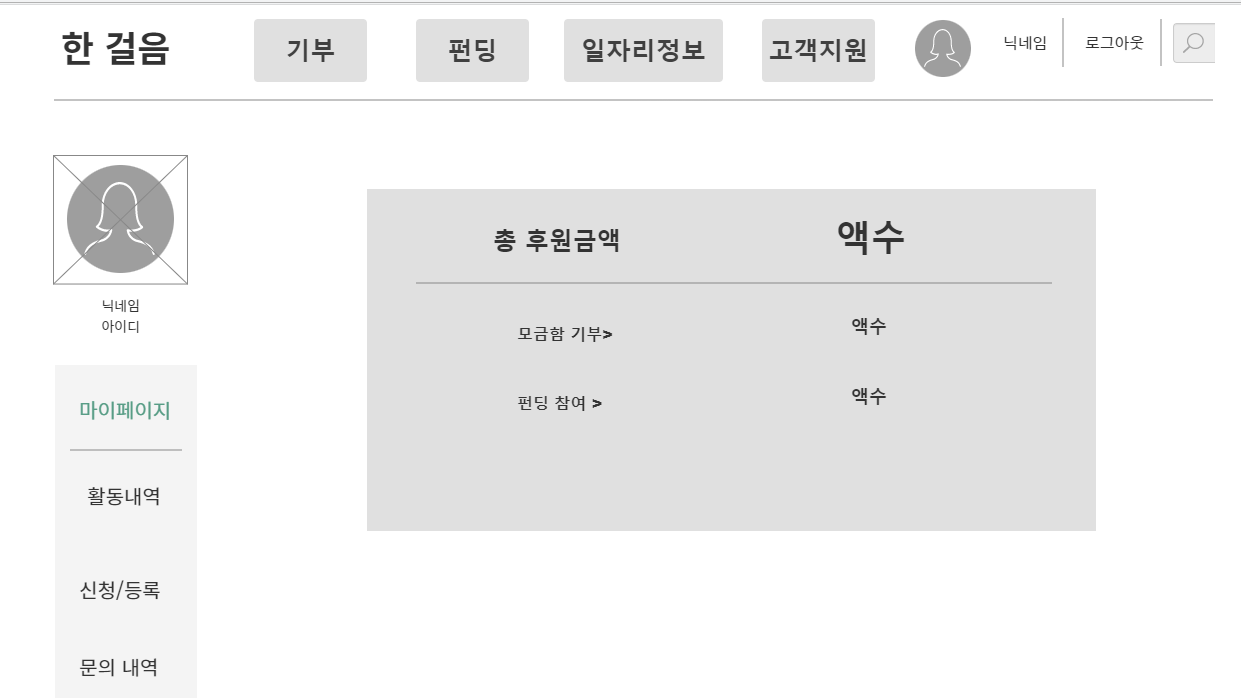 한 걸음
기부
펀딩
일자리정보
고객지원
닉네임
로그아웃
닉네임
아이디
마이페이지
활동내역
신청/등록
문의 내역
총 후원금액
액수
모금함 기부>
액수
펀딩 참여 >
액수